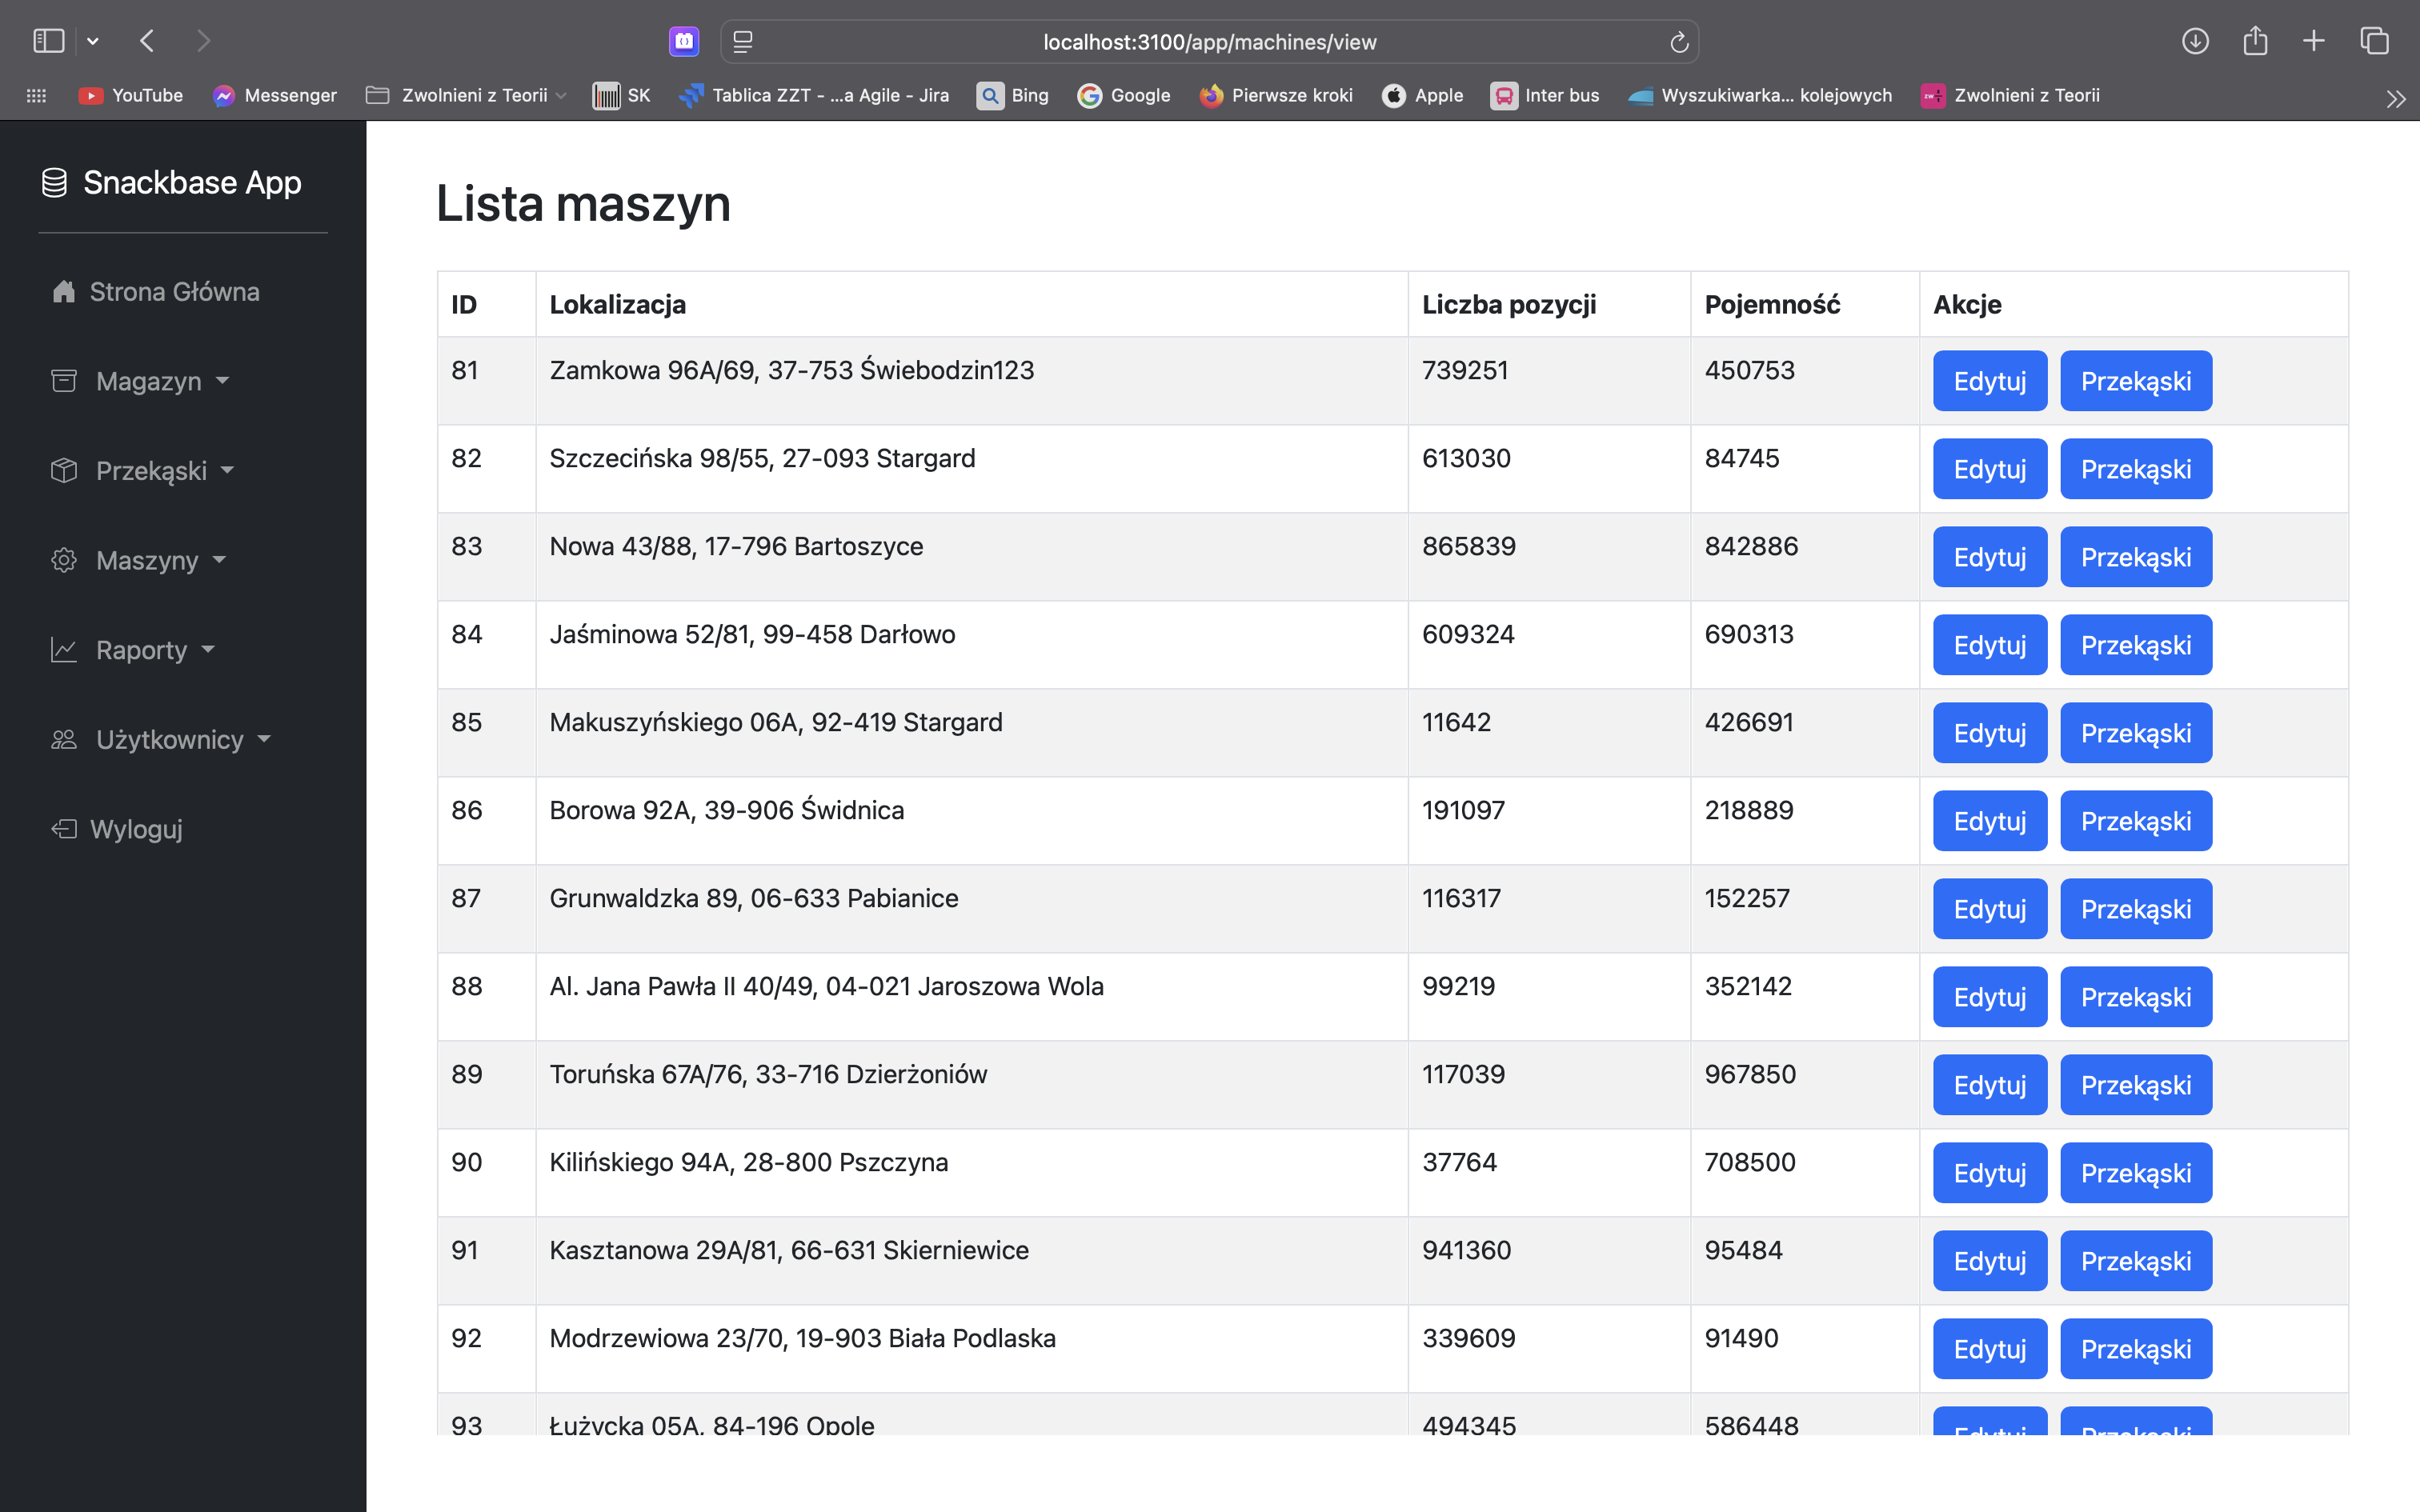 localhost:3100/app/machines/view
YouTube Messenger Zwolnieni z Teorii SK Tablica ZZT - ...a Agile - Jira Bing Google Pierwsze kroki Apple Inter bus Wyszukiwarka... kolejowych Zwolnieni z Teorii
Snackbase App
Strona Główna
Magazyn
Przekąski
Maszyny
Raporty
Użytkownicy
Wyloguj
Lista maszyn
ID Lokalizacja Liczba pozycji Pojemność Akcje
81 Zamkowa 96A/69, 37-753 Świebodzin123 739251 450753 Edytuj Przekąski
82 Szczecińska 98/55, 27-093 Stargard 613030 84745 Edytuj Przekąski
83 Nowa 43/88, 17-796 Bartoszyce 865839 842886 Edytuj Przekąski
84 Jaśminowa 52/81, 99-458 Darłowo 609324 690313 Edytuj Przekąski
85 Makuszyńskiego 06A, 92-419 Stargard 11642 426691 Edytuj Przekąski
86 Borowa 92A, 39-906 Świdnica 191097 218889 Edytuj Przekąski
87 Grunwaldzka 89, 06-633 Pabianice 116317 152257 Edytuj Przekąski
88 Al. Jana Pawła II 40/49, 04-021 Jaroszowa Wola 99219 352142 Edytuj Przekąski
89 Toruńska 67A/76, 33-716 Dzierżoniów 117039 967850 Edytuj Przekąski
90 Kilińskiego 94A, 28-800 Pszczyna 37764 708500 Edytuj Przekąski
91 Kasztanowa 29A/81, 66-631 Skierniewice 941360 95484 Edytuj Przekąski
92 Modrzewiowa 23/70, 19-903 Biała Podlaska 339609 91490 Edytuj Przekąski
93 Łużycka 05A, 84-196 Opole 494345 586448 Edytuj Przekąski